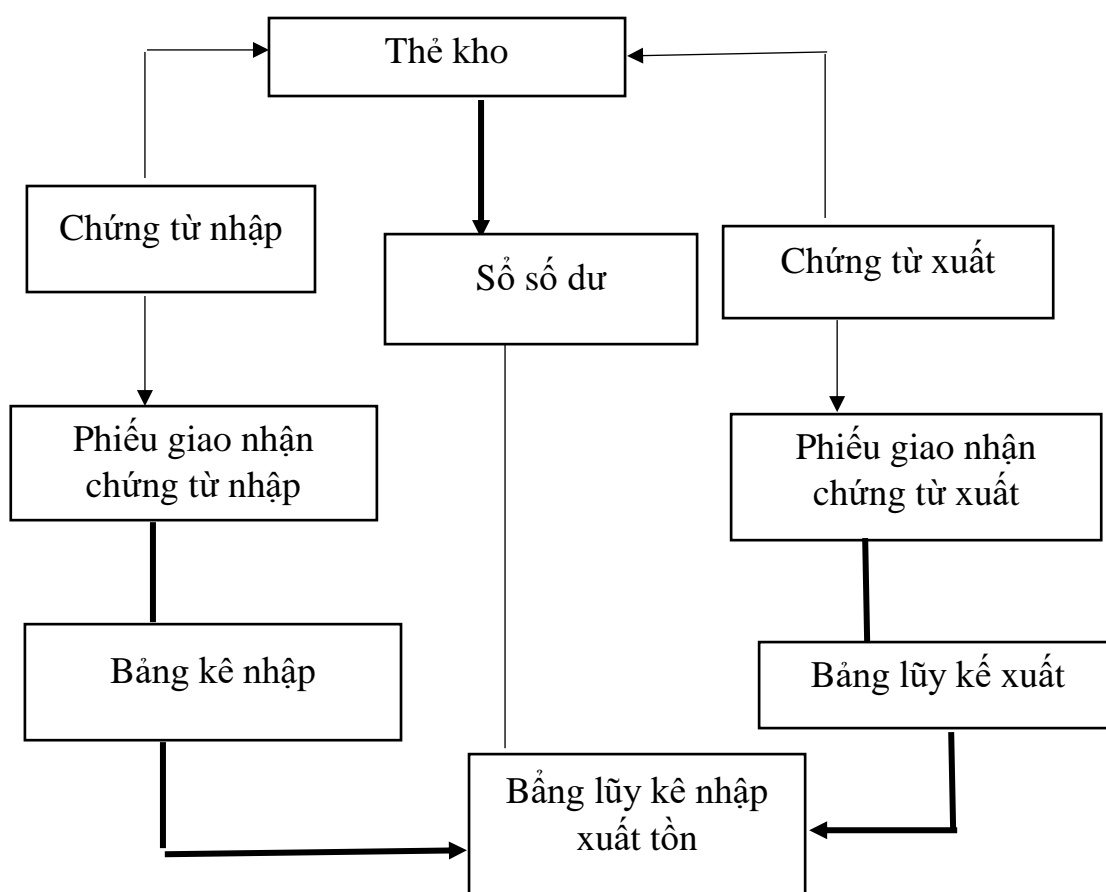 Thẻ kho
Chứng từ nhập
Sổ số dư
Chứng từ xuất
Phiếu giao nhận
chứng từ nhập
Phiếu giao nhận
chứng từ xuất
Bảng kê nhập
Bảng lũy kế xuất
Bẩng lũy kê nhập
xuất tồn